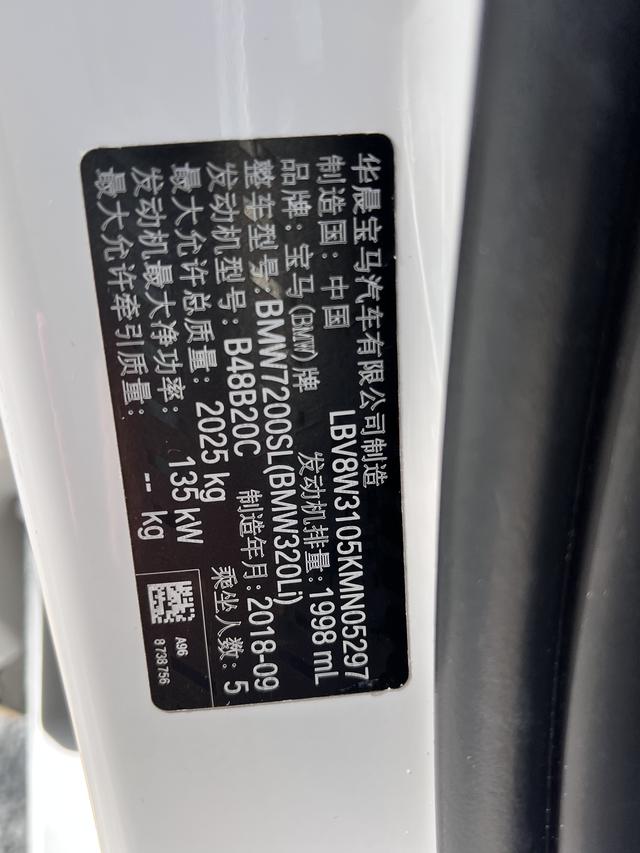 华晨宝马汽车有限公司制造
制造国：中国 LBV8W3105KMN05297
品牌：宝马(BMW)牌 发动机排量：1998 mL
整车型号：BMW7200SL(BMW320Li)
发动机型号：B48B20C 制造年月：2018-09
最大允许总质量：2025 kg 乘坐人数：5
发动机最大净功率：135 kW
最大允许牵引质量：-- kg
A96
8 738 756